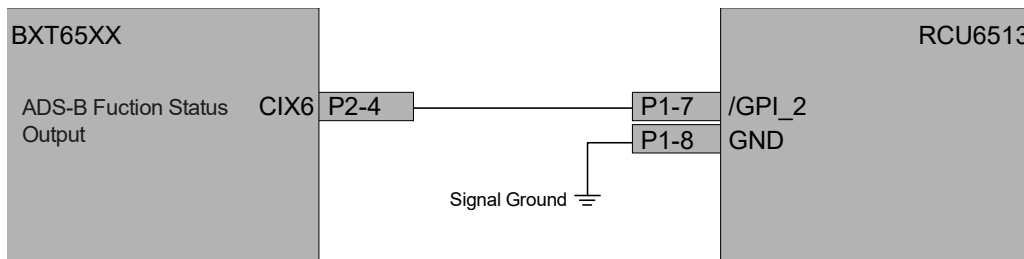 BXT65XX
RCU6513
ADS-B Fuction Status
Output
CIX6 P2-4
P1-7 /GPI_2
P1-8 GND
Signal Ground